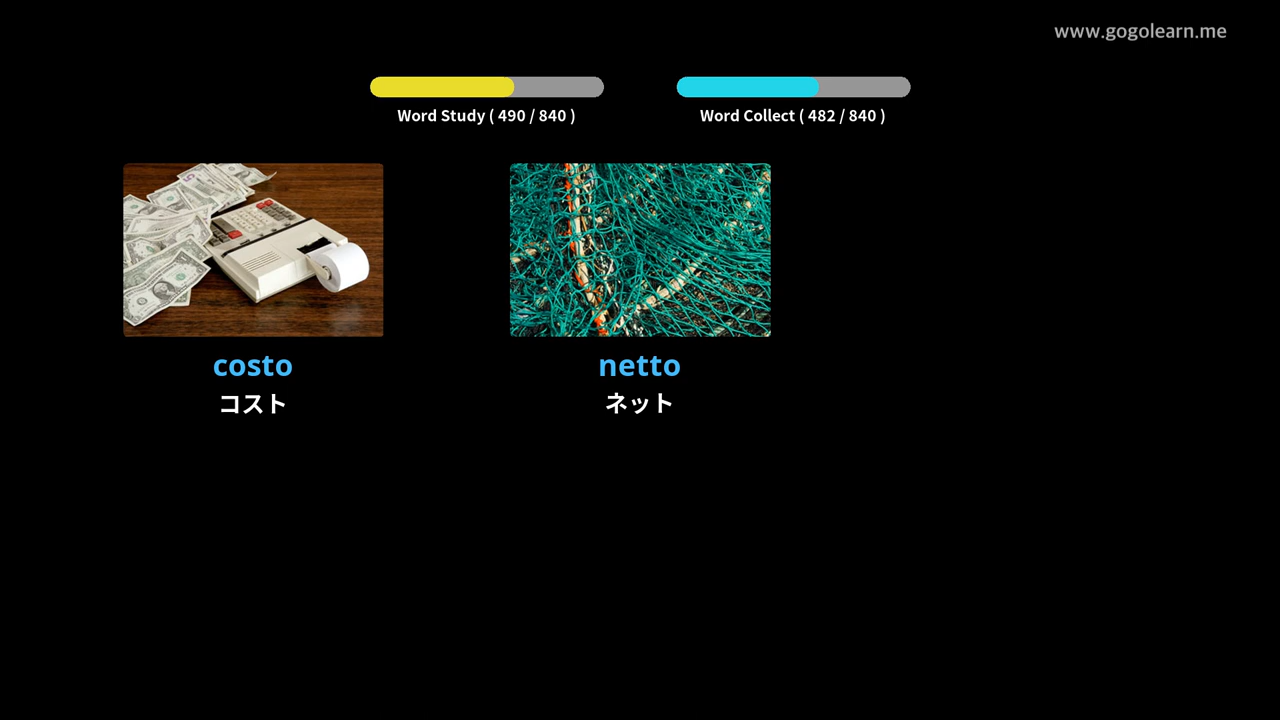 www.gogolearn.me
Word Study ( 490 / 840 )
Word Collect ( 482 / 840 )
costo
コスト
netto
ネット